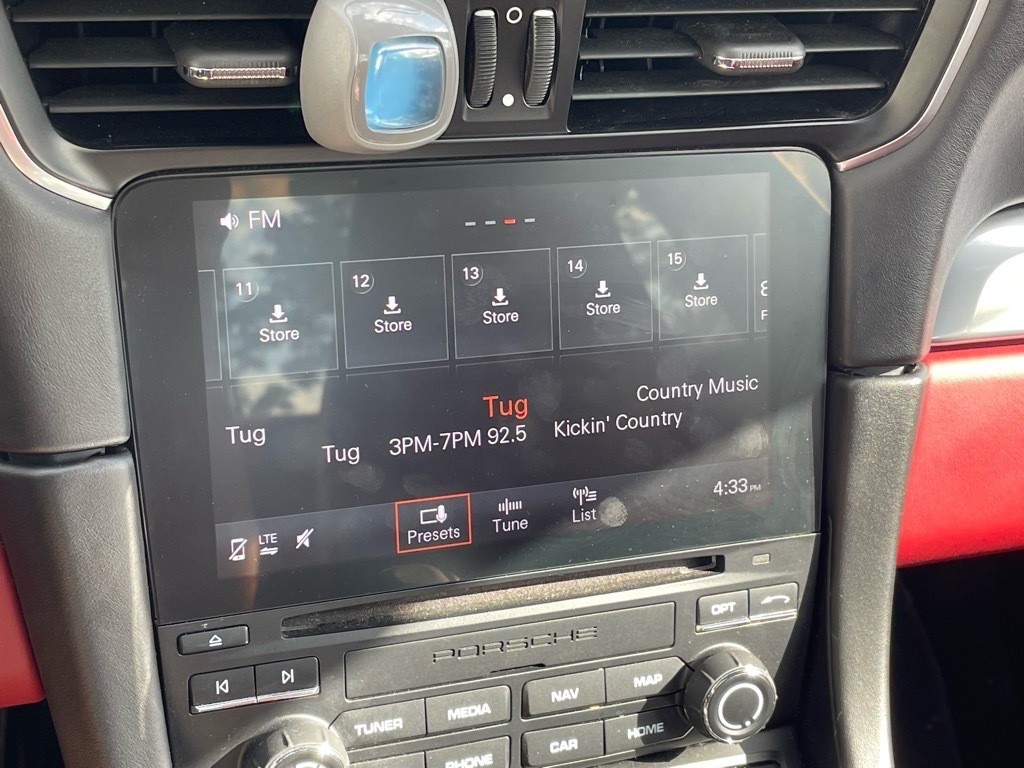 FM
11
Store
12
Store
13
Store
14
Store
15
Store
Tug
Country Music
Tug
Tug
3PM-7PM 92.5
Kickin' Country
LTE
Presets
Tune
List
4:33 PM
OPT
PORSCHE
TUNER
MEDIA
NAV
MAP
PHONE
CAR
HOME